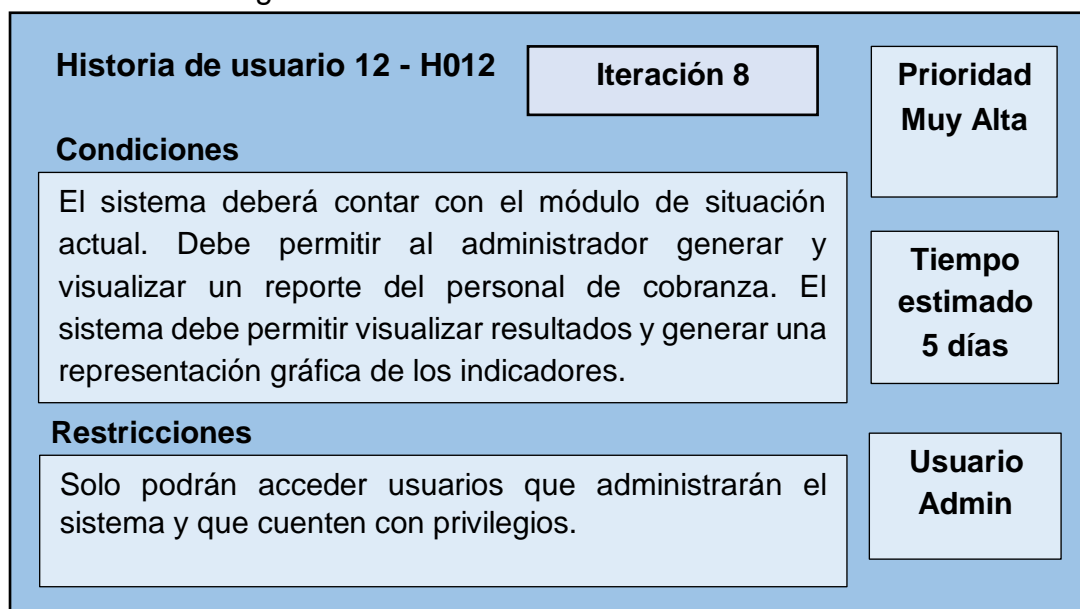 Historia de usuario 12 - H012
Iteración 8
Prioridad
Muy Alta
Condiciones
El sistema deberá contar con el módulo de situación
actual. Debe permitir al administrador generar y
visualizar un reporte del personal de cobranza. El
sistema debe permitir visualizar resultados y generar una
representación gráfica de los indicadores.
Tiempo
estimado
5 días
Restricciones
Solo podrán acceder usuarios que administrarán el
sistema y que cuenten con privilegios.
Usuario
Admin